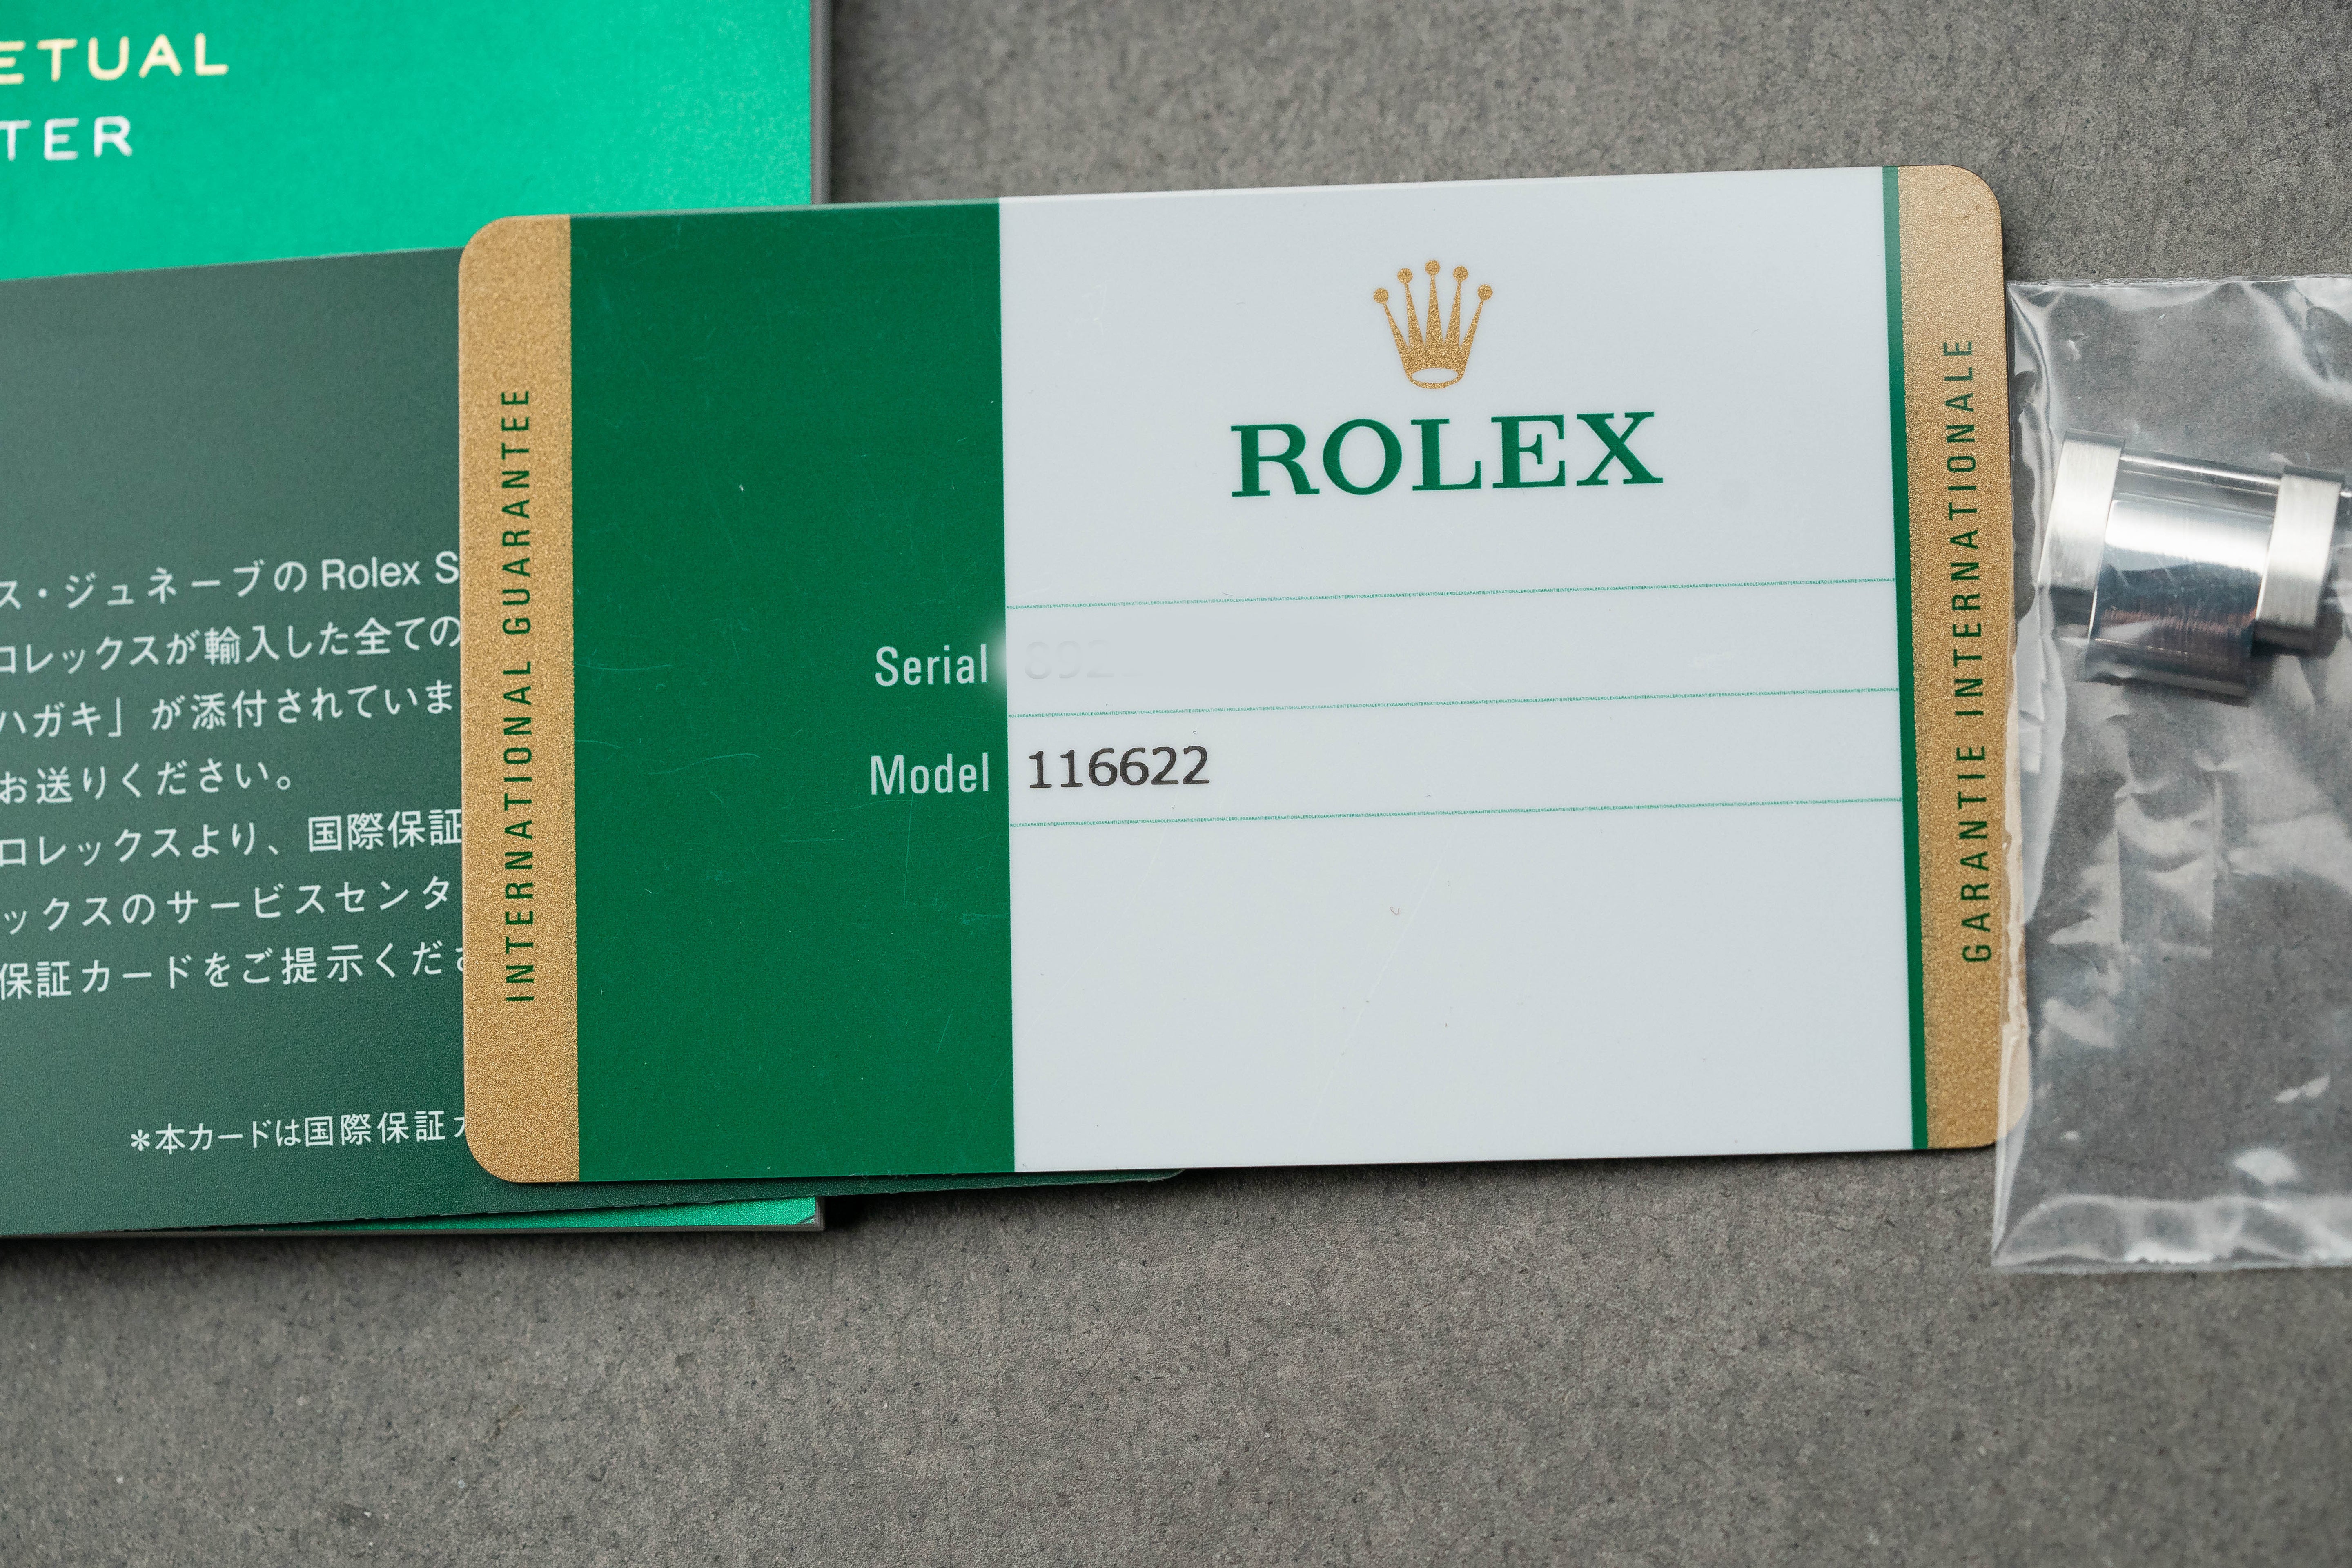 ETUAL
TER
ス・ジュネーブの Rolex S
ロレックスが輸入した全ての
ハガキ」が添付されていま
お送りください。
ロレックスより、国際保証
ックスのサービスセンタ
保証カードをご提示くださ
*本カードは国際保証カ
INTERNATIONAL GUARANTEE
ROLEX
Serial
Model 116622
GARANTIE INTERNATIONALE